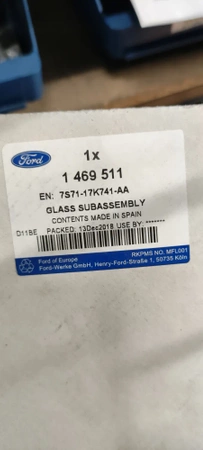 Ford
1x
1 469 511
EN: 7S71-17K741-AA
GLASS SUBASSEMBLY
CONTENTS MADE IN SPAIN
D11BE PACKED: 13Dec2018 USE BY: -------
Ford of Europe RKPMS NO. MFL001
Ford-Werke GmbH, Henry-Ford-Straße 1, 50735 Köln